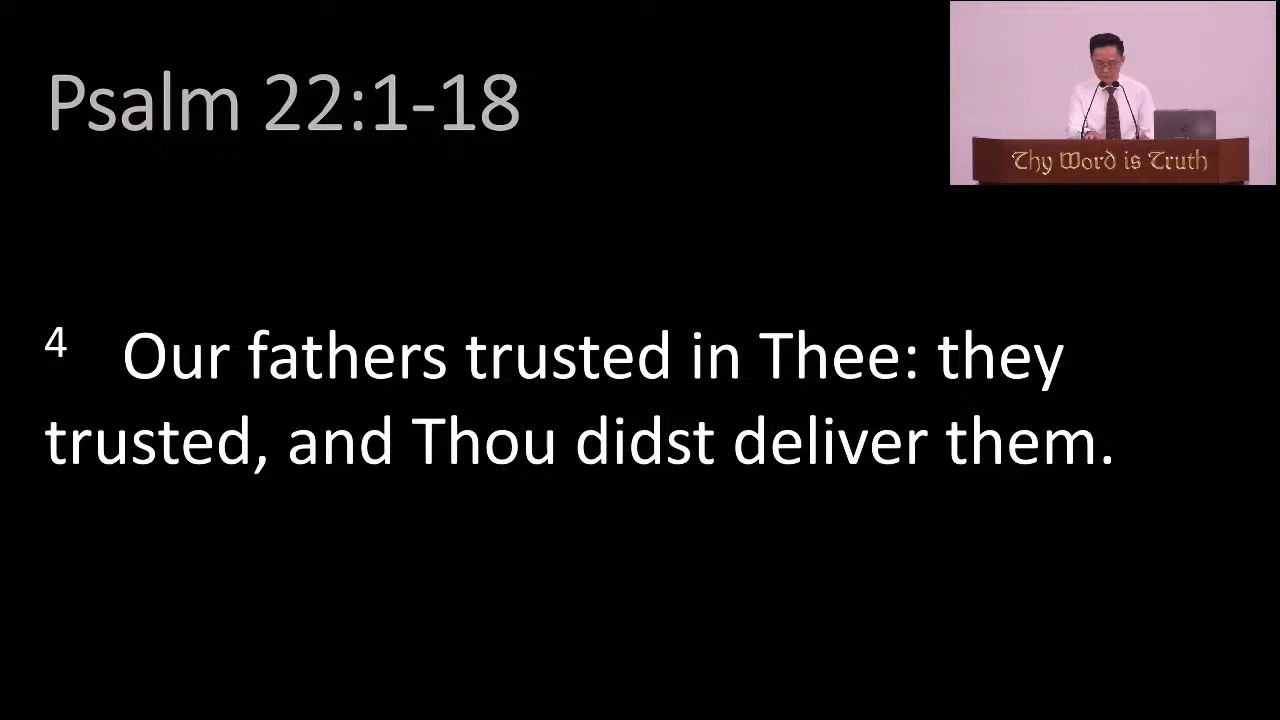 Psalm 22:1-18
Thy Word is Truth
4 Our fathers trusted in Thee: they
trusted, and Thou didst deliver them.